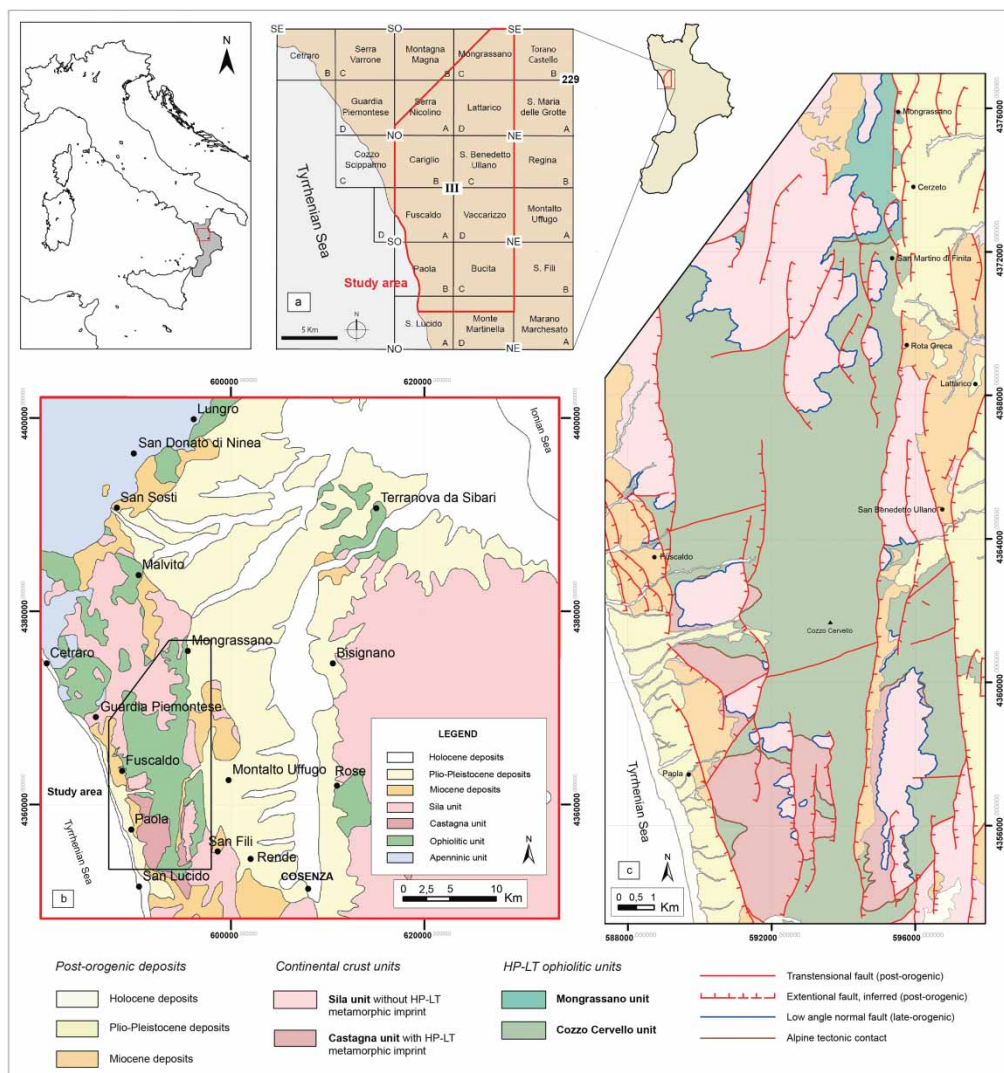 N
SE
SO
SE
Cetraro
B
Serra
Varrone
C
Montagna
Magna
B
Mongrassano
C
Torano
Castello
B
229
Guardia
Piemontese
D
Serra
Nicolino
A
Lattarico
D
S. Maria
delle Grotte
A
NO
NE
Cozzo
Scipparno
C
Cariglio
B
S. Benedetto
Ullano
C
Regina
B
III
Fuscaldo
A
Vaccarizzo
D
Montalto
Uffugo
A
D
SO
NE
Paola
B
Bucita
C
S. Fili
B
S. Lucido
A
Monte
Martinella
D
Marano
Marchesato
A
NO
NE
Tyrrhenian Sea
Study area
a
5 Km
N
600000
620000
4400000
4380000
4360000
Lungro
San Donato di Ninea
San Sosti
Terranova da Sibari
Malvito
Mongrassano
Cetraro
Bisignano
Guardia Piemontese
Fuscaldo
Montalto Uffugo
Rose
Study area
Paola
San Fili
Rende
San Lucido
COSENZA
Ionian Sea
Tyrrhenian Sea
LEGEND
Holocene deposits
Plio-Pleistocene deposits
Miocene deposits
Sila unit
Castagna unit
Ophiolitic unit
Apenninic unit
N
0 2,5 5 10
Km
b
600000
620000
4376000
4372000
4368000
4364000
4360000
4356000
Mongrassano
Cerzeto
San Martino di Finita
Rota Greca
Lattarico
San Benedetto Ullano
Fuscaldo
Cozzo Cervello
Paola
Tyrrhenian Sea
N
c
0 0,5 1
Km
588000
592000
596000
Post-orogenic deposits
Holocene deposits
Plio-Pleistocene deposits
Miocene deposits
Continental crust units
Sila unit without HP-LT
metamorphic imprint
Castagna unit with HP-LT
metamorphic imprint
HP-LT ophiolitic units
Mongrassano unit
Cozzo Cervello unit
Transtensional fault (post-orogenic)
Extentional fault, inferred (post-orogenic)
Low angle normal fault (late-orogenic)
Alpine tectonic contact